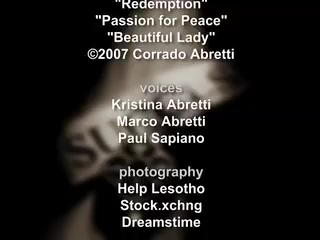 "Redemption"
"Passion for Peace"
"Beautiful Lady"
©2007 Corrado Abretti
voices
Kristina Abretti
Marco Abretti
Paul Sapiano
photography
Help Lesotho
Stock.xchng
Dreamstime